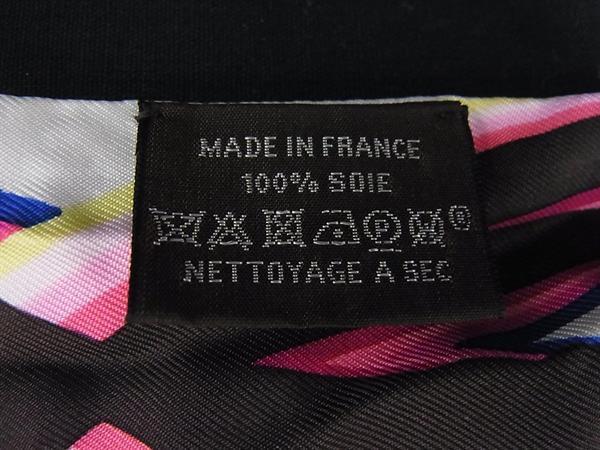 MADE IN FRANCE
100% SOIE
P ®
NETTOYAGE A SEC